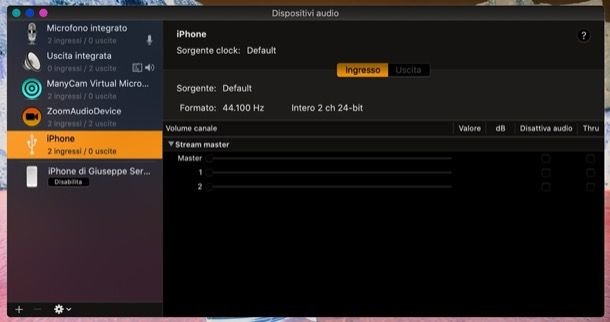 Dispositivi audio
Microfono integrato
2 ingressi / 0 uscite
Uscita integrata
0 ingressi / 2 uscite
ManyCam Virtual Micro...
2 ingressi / 2 uscite
ZoomAudioDevice
2 ingressi / 2 uscite
iPhone
2 ingressi / 0 uscite
iPhone di Giuseppe Ser...
Disabilita
iPhone
?
Sorgente clock: Default
Ingresso
Uscita
Sorgente: Default
Formato: 44.100 Hz Intero 2 ch 24-bit
Volume canale Valore dB Disattiva audio Thru
Stream master
Master
1
2